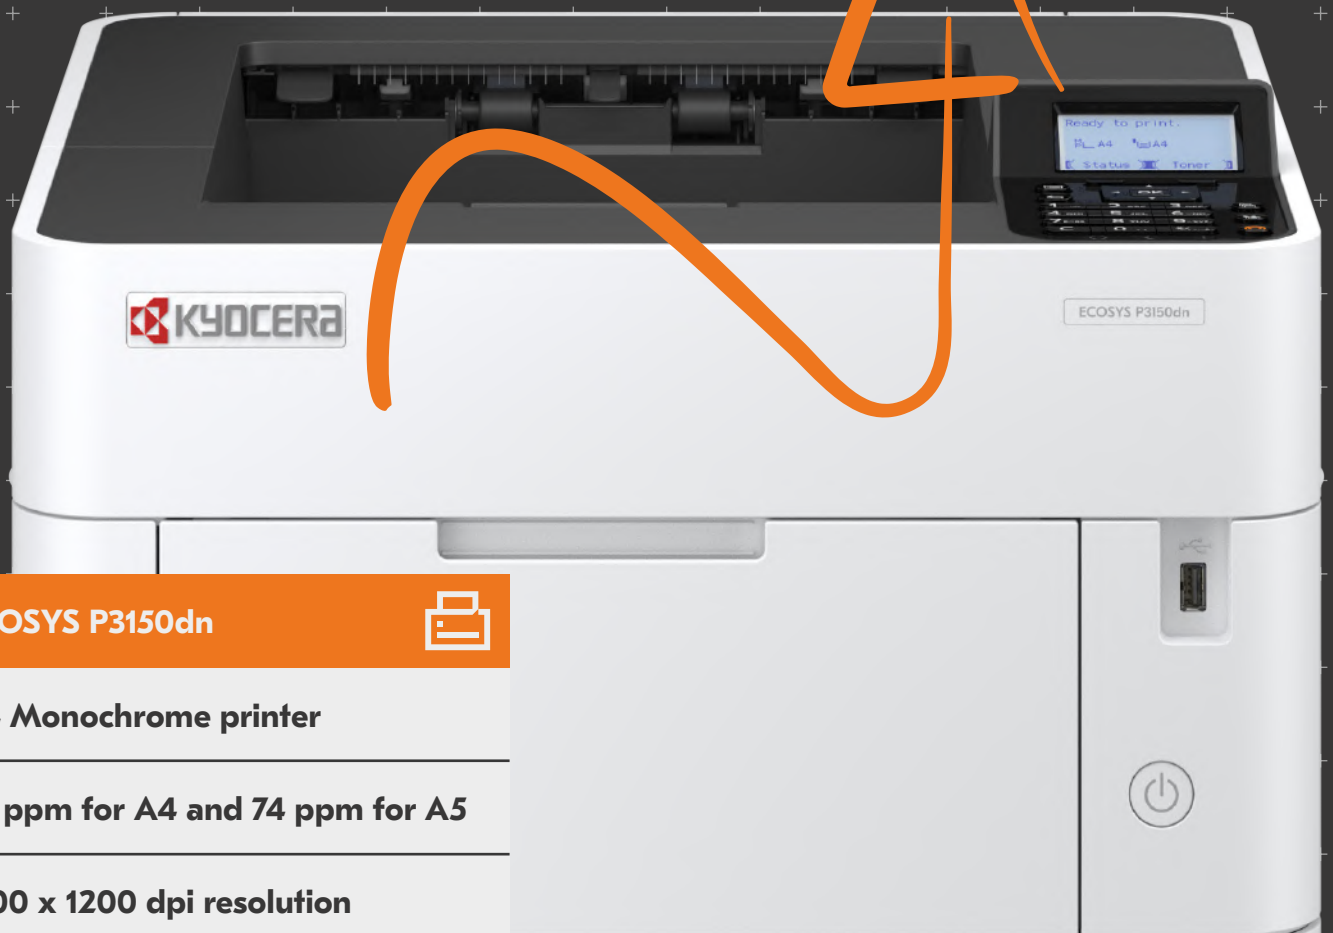 Ready to print.
A4 A4
Status Toner
OK
KYOCERA
ECOSYS P3150dn
OSYS P3150dn
Monochrome printer
ppm for A4 and 74 ppm for A5
00 x 1200 dpi resolution